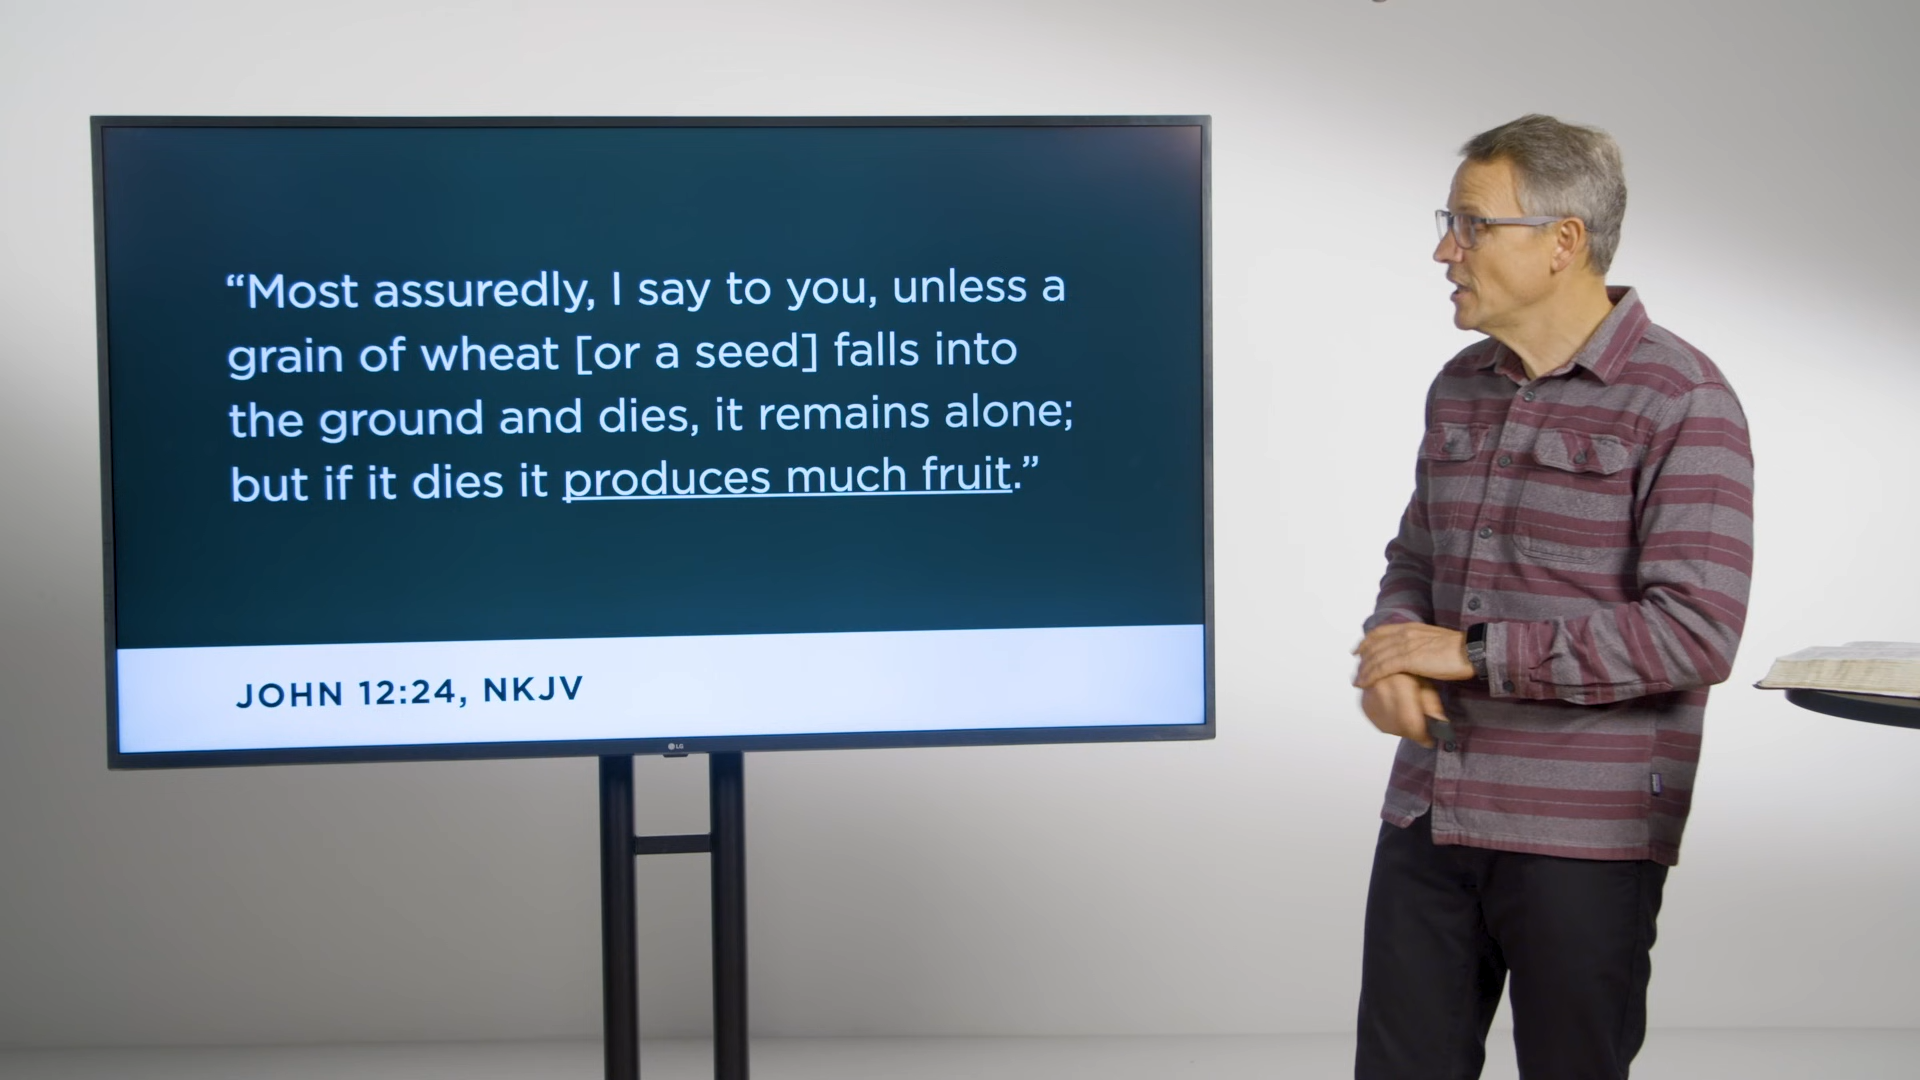 “Most assuredly, I say to you, unless a
grain of wheat [or a seed] falls into
the ground and dies, it remains alone;
but if it dies it produces much fruit.”
JOHN 12:24, NKJV
LG